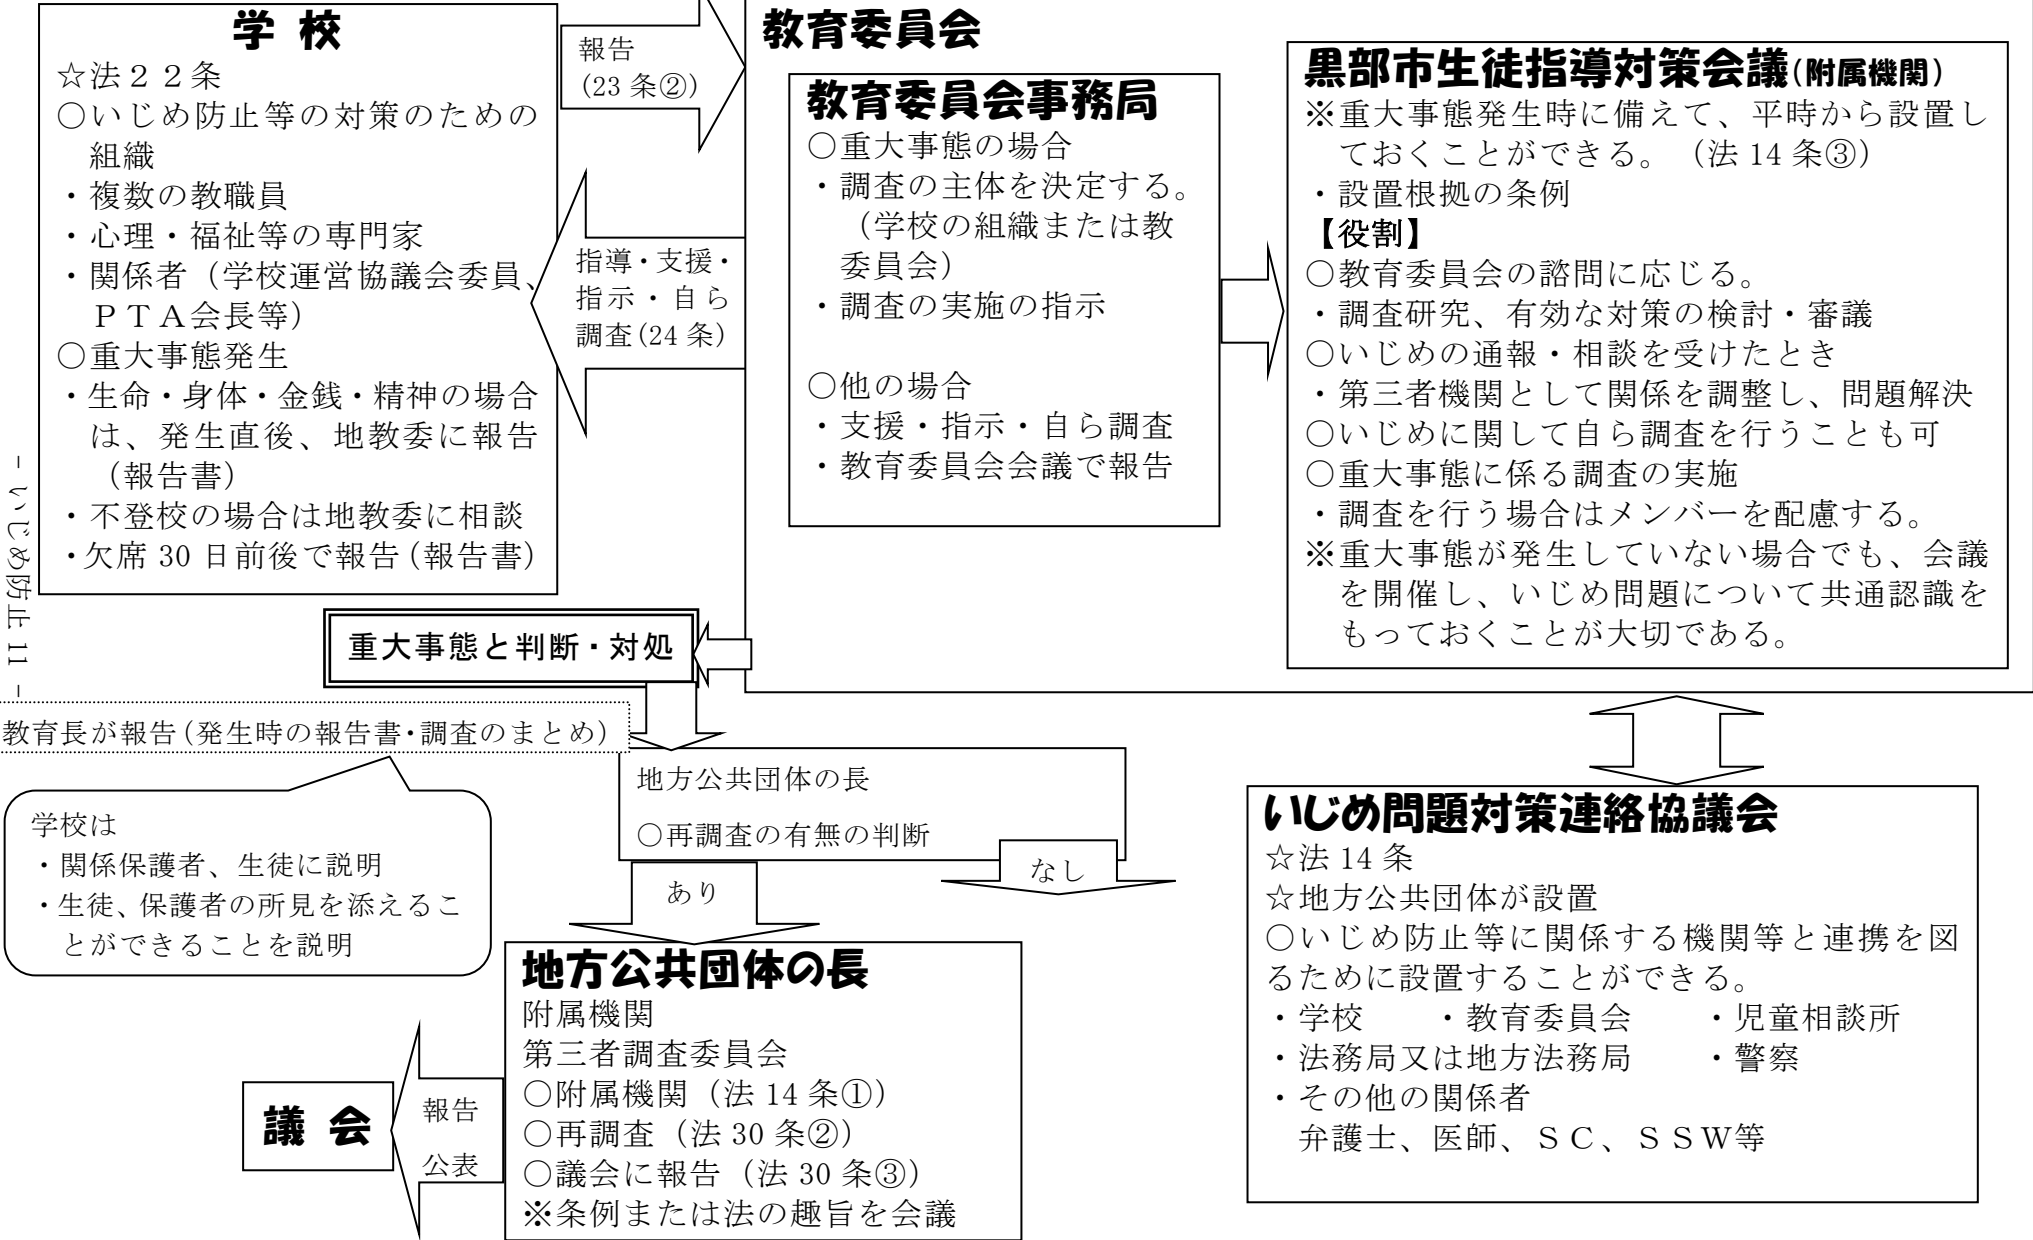 学 校
☆法２２条
○いじめ防止等の対策のための
組織
・複数の教職員
・心理・福祉等の専門家
・関係者（学校運営協議会委員、
ＰＴＡ会長等）
○重大事態発生
・生命・身体・金銭・精神の場合
は、発生直後、地教委に報告
（報告書）
・不登校の場合は地教委に相談
・欠席 30 日前後で報告（報告書）
報告
(23 条②)
指導・支援・
指示・自ら
調査(24 条)
教育委員会
教育委員会事務局
○重大事態の場合
・調査の主体を決定する。
（学校の組織または教
委員会）
・調査の実施の指示
○他の場合
・支援・指示・自ら調査
・教育委員会会議で報告
黒部市生徒指導対策会議(附属機関)
※重大事態発生時に備えて、平時から設置し
ておくことができる。（法 14 条③）
・設置根拠の条例
【役割】
○教育委員会の諮問に応じる。
・調査研究、有効な対策の検討・審議
○いじめの通報・相談を受けたとき
・第三者機関として関係を調整し、問題解決
○いじめに関して自ら調査を行うことも可
○重大事態に係る調査の実施
・調査を行う場合はメンバーを配慮する。
※重大事態が発生していない場合でも、会議
を開催し、いじめ問題について共通認識を
もっておくことが大切である。
- いじめ防止 11 -
重大事態と判断・対処
教育長が報告(発生時の報告書・調査のまとめ)
学校は
・関係保護者、生徒に説明
・生徒、保護者の所見を添えるこ
とができることを説明
地方公共団体の長
○再調査の有無の判断
あり
なし
地方公共団体の長
附属機関
第三者調査委員会
○附属機関（法 14 条①）
○再調査（法 30 条②）
○議会に報告（法 30 条③）
※条例または法の趣旨を会議
報告
公表
議 会
いじめ問題対策連絡協議会
☆法 14 条
☆地方公共団体が設置
○いじめ防止等に関係する機関等と連携を図
るために設置することができる。
・学校 ・教育委員会 ・児童相談所
・法務局又は地方法務局 ・警察
・その他の関係者
弁護士、医師、ＳＣ、ＳＳＷ等